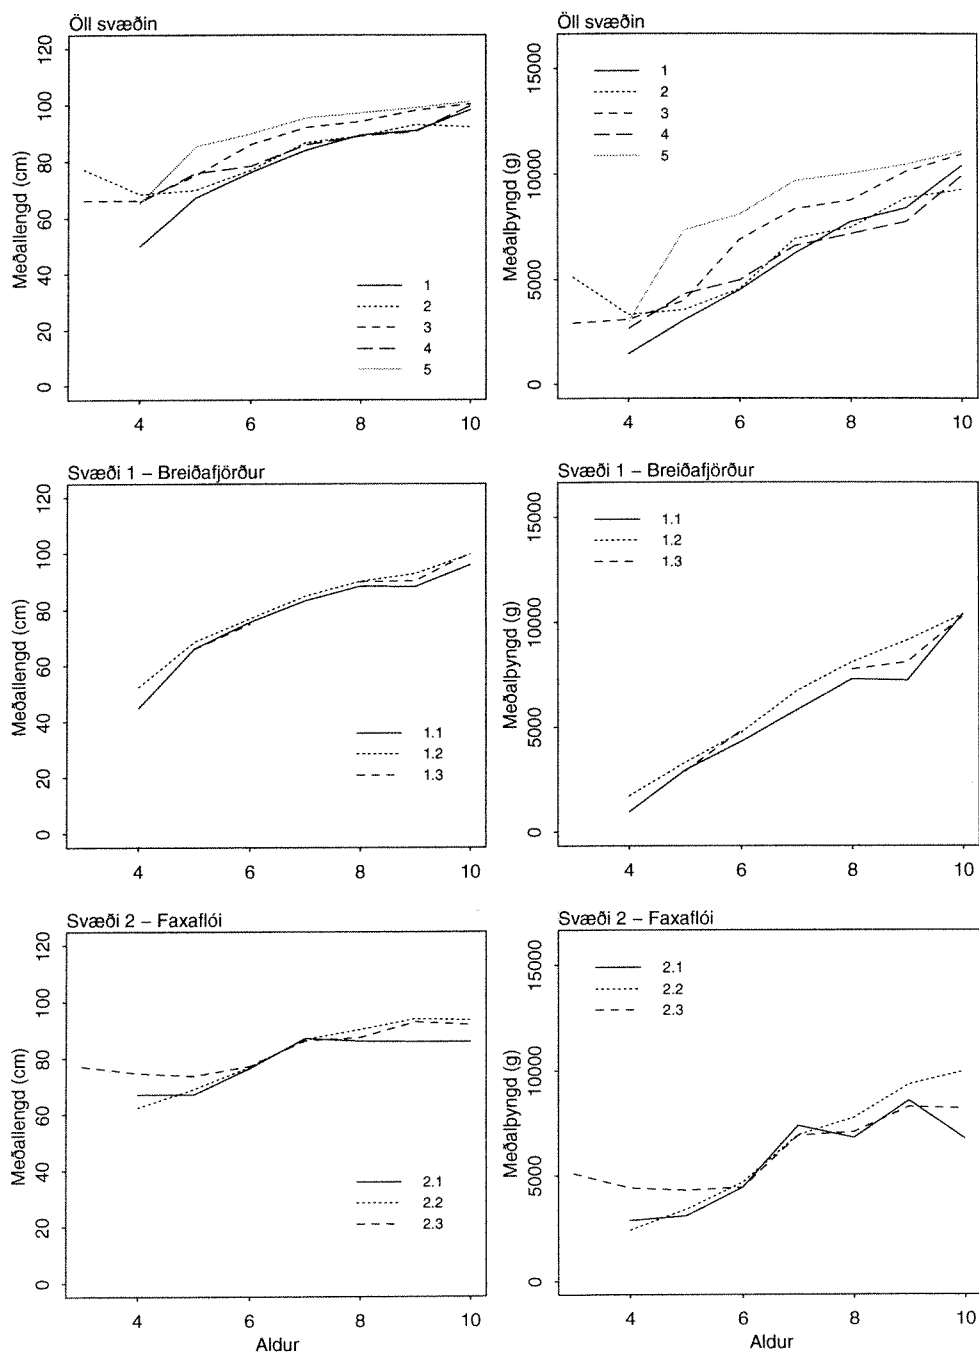 Öll svæðin
Meðallengd (cm)
0 20 40 60 80 100 120
1
2
3
4
5
4 6 8 10
Öll svæðin
Meðalþyngd (g)
0 5000 10000 15000
1
2
3
4
5
4 6 8 10
Svæði 1 – Breiðafjörður
Meðallengd (cm)
0 20 40 60 80 100 120
1.1
1.2
1.3
4 6 8 10
Svæði 1 – Breiðafjörður
Meðalþyngd (g)
0 5000 10000 15000
1.1
1.2
1.3
4 6 8 10
Svæði 2 – Faxaflói
Meðallengd (cm)
0 20 40 60 80 100 120
2.1
2.2
2.3
4 6 8 10
Aldur
Svæði 2 – Faxaflói
Meðalþyngd (g)
0 5000 10000 15000
2.1
2.2
2.3
4 6 8 10
Aldur